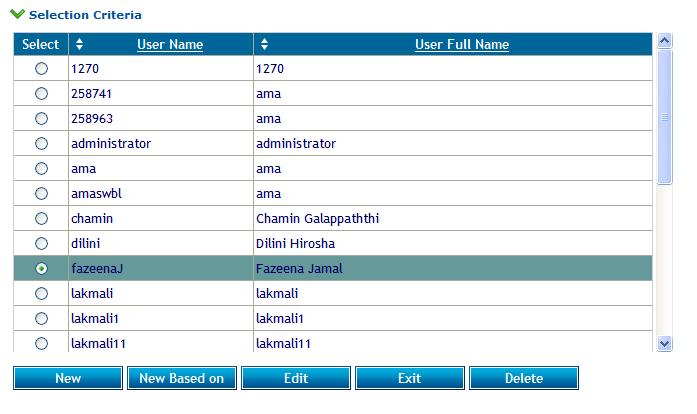 Selection Criteria
Select User Name User Full Name
1270 1270
258741 ama
258963 ama
administrator administrator
ama ama
amaswbl ama
chamin Chamin Galappaththi
dilini Dilini Hirosha
fazeenaJ Fazeena Jamal
lakmali lakmali
lakmali1 lakmali1
lakmali11 lakmali11
New New Based on Edit Exit Delete